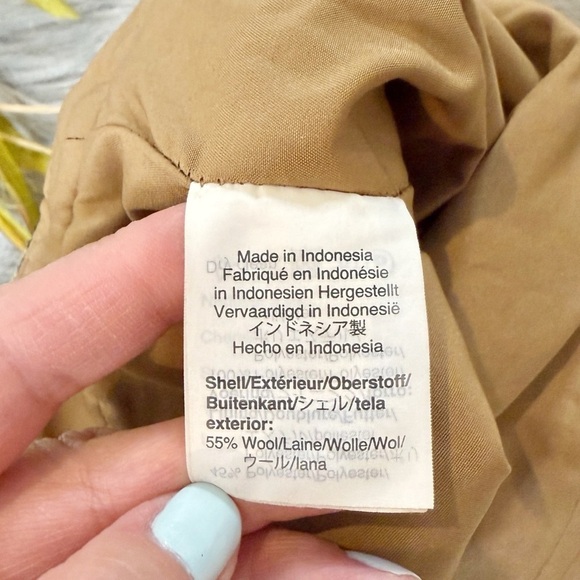 Made in Indonesia
Fabriqué en Indonésie
in Indonesien Hergestellt
Vervaardigd in Indonesië
インドネシア製
Hecho en Indonesia
Shell/Extérieur/Oberstoff/
Buitenkant/シェル/tela
exterior:
55% Wool/Laine/Wolle/Wol/
ウール/lana